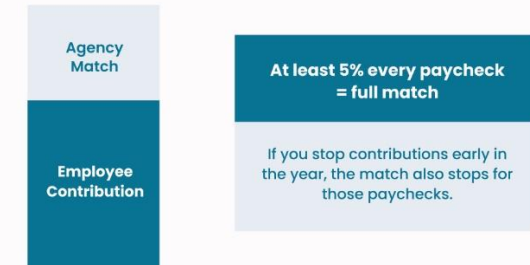 Agency
Match
Employee
Contribution
At least 5% every paycheck
= full match
If you stop contributions early in
the year, the match also stops for
those paychecks.